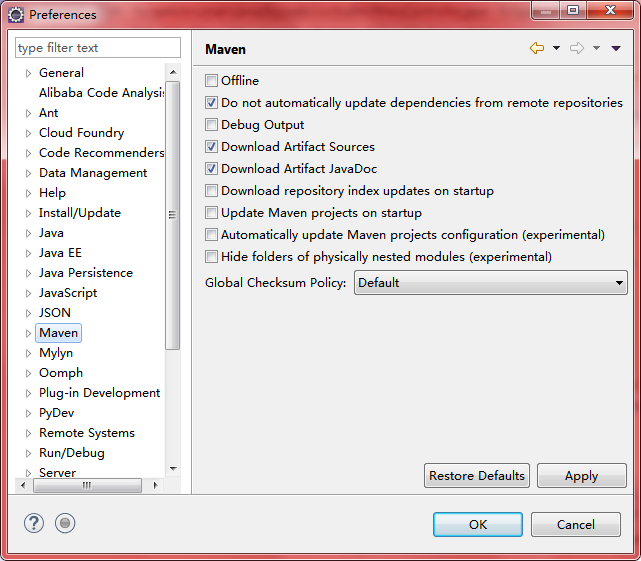 Preferences
type filter text
General
Alibaba Code Analysis
Ant
Cloud Foundry
Code Recommenders
Data Management
Help
Install/Update
Java
Java EE
Java Persistence
JavaScript
JSON
Maven
Mylyn
Oomph
Plug-in Development
PyDev
Remote Systems
Run/Debug
Server
Maven
Offline
Do not automatically update dependencies from remote repositories
Debug Output
Download Artifact Sources
Download Artifact JavaDoc
Download repository index updates on startup
Update Maven projects on startup
Automatically update Maven projects configuration (experimental)
Hide folders of physically nested modules (experimental)
Global Checksum Policy: Default
Restore Defaults Apply
OK Cancel